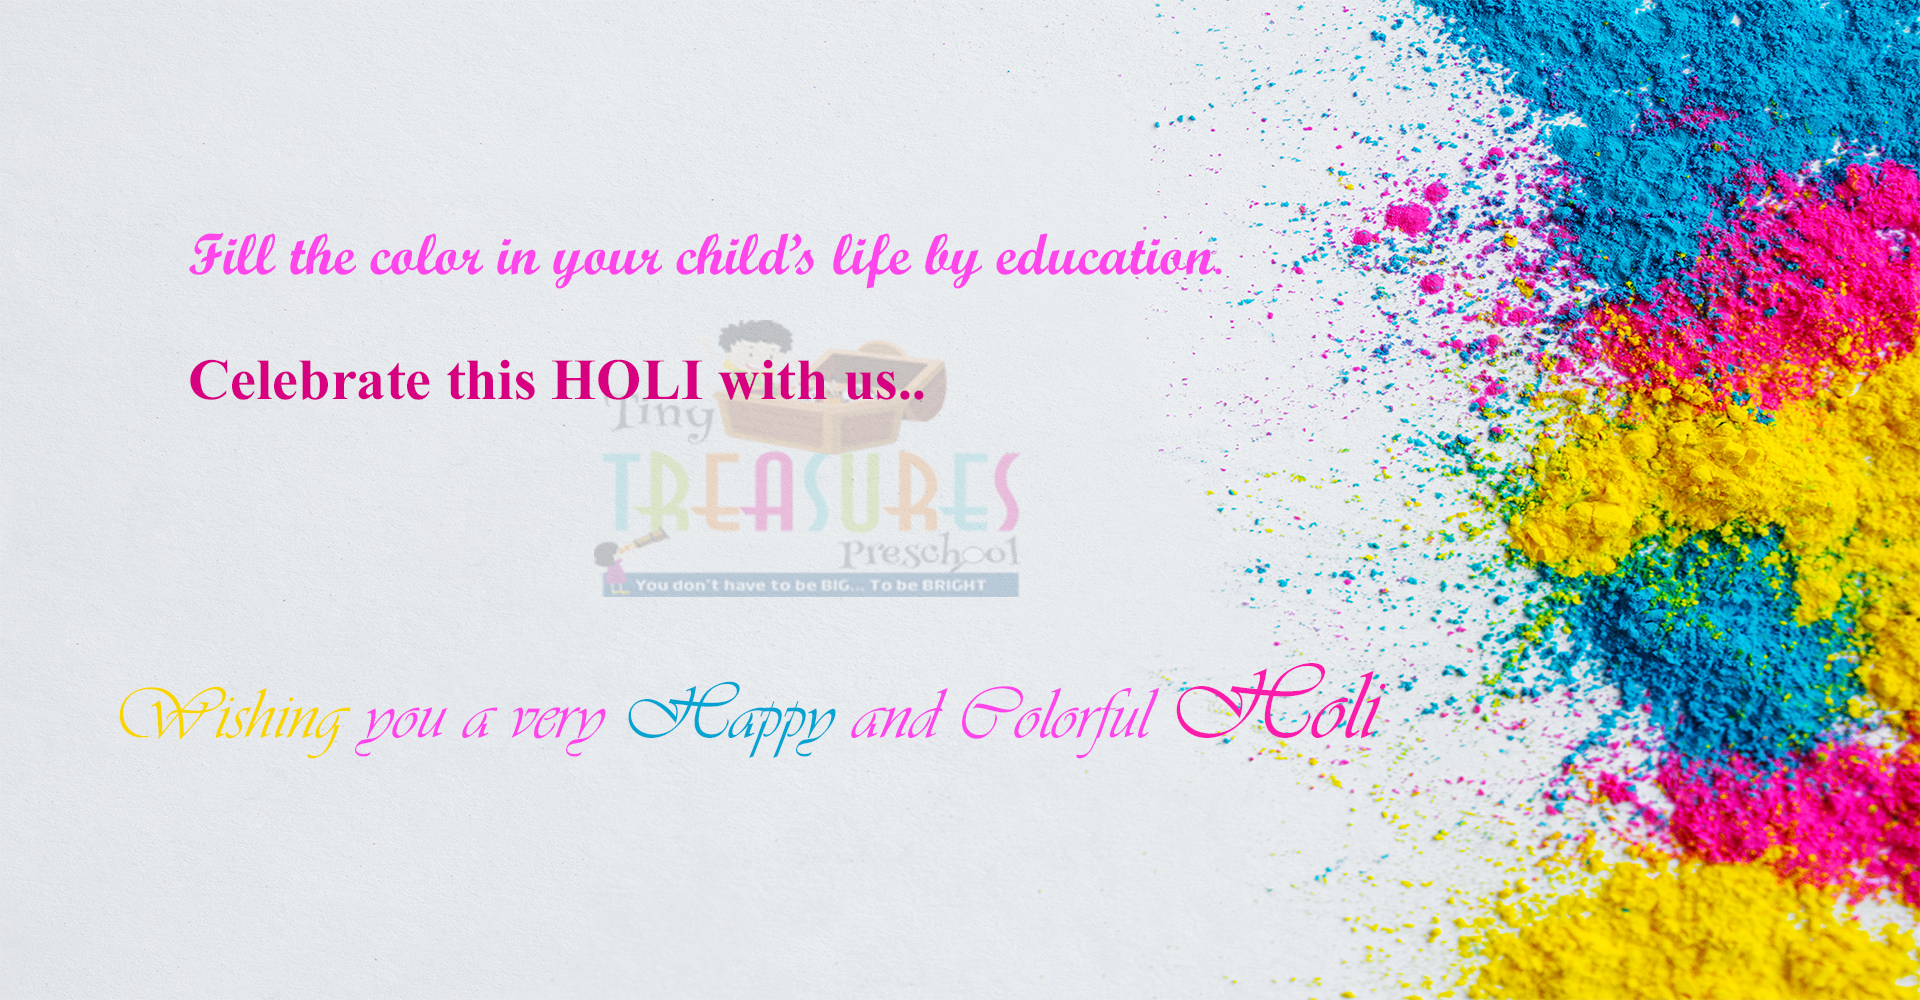 Fill the color in your child's life by education.
Celebrate this HOLI with us..
Tiny
TREASURES
Preschool
You don't have to be BIG... To be BRIGHT
Wishing you a very Happy and Colorful Holi